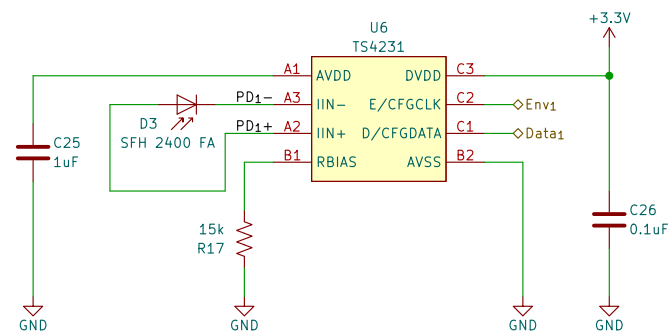 +3.3V
U6
TS4231
A1 AVDD DVDD C3
PD1- A3 IIN- E/CFGCLK C2 Env1
D3
SFH 2400 FA
PD1+ A2 IIN+ D/CFGDATA C1 Data1
C25
1uF
B1 RBIAS AVSS B2
15k
R17
C26
0.1uF
GND GND GND GND